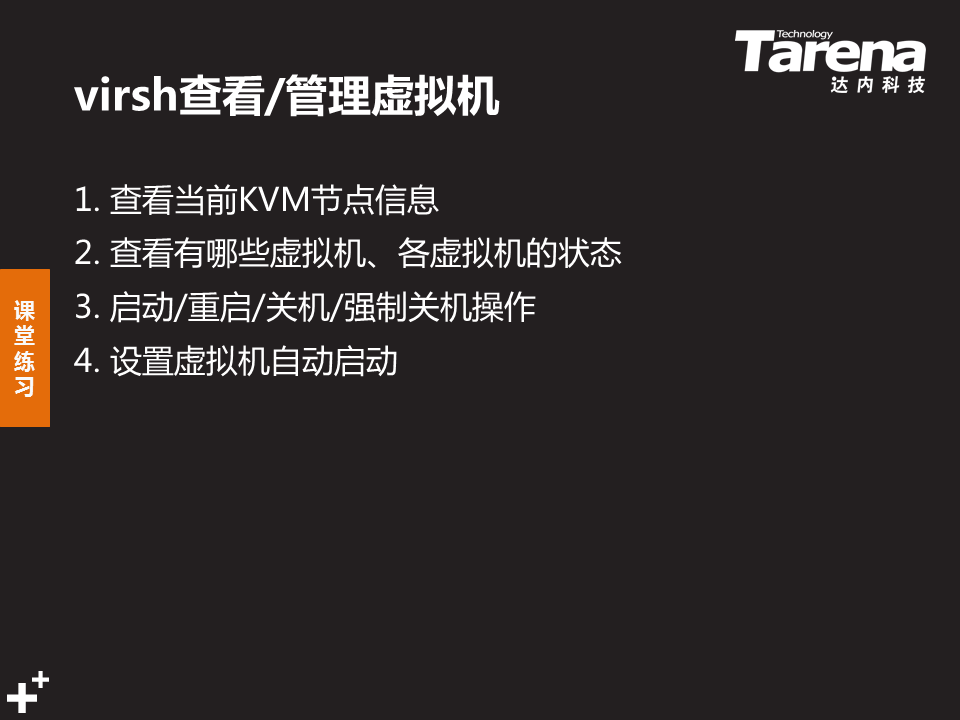 Technology
Tarena
达内科技
virsh查看/管理虚拟机
1. 查看当前KVM节点信息
2. 查看有哪些虚拟机、各虚拟机的状态
3. 启动/重启/关机/强制关机操作
4. 设置虚拟机自动启动
课
堂
练
习